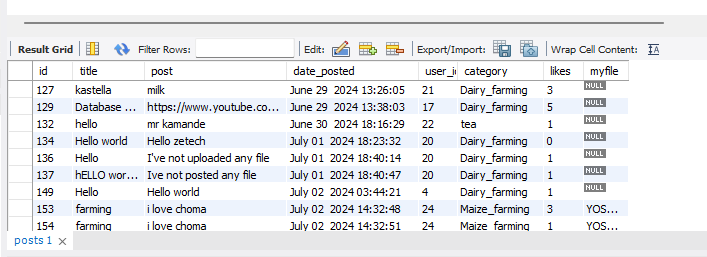 Result Grid Filter Rows: Edit: Export/Import: Wrap Cell Content:
id title post date_posted user_i category likes myfile
127 kastella milk June 29 2024 13:26:05 21 Dairy_farming 3 NULL
129 Database ... https://www.youtube.co... June 29 2024 13:38:03 17 Dairy_farming 5 NULL
132 hello mr kamande June 30 2024 18:16:29 22 tea 1 NULL
134 Hello world Hello zetech July 01 2024 18:23:32 20 Dairy_farming 0 NULL
136 Hello I've not uploaded any file July 01 2024 18:40:14 20 Dairy_farming 1 NULL
137 hELLO wor... Ive not posted any file July 01 2024 18:40:47 20 Dairy_farming 1 NULL
149 Hello Hello world July 02 2024 03:44:21 4 Dairy_farming 1 NULL
153 farming i love choma July 02 2024 14:32:48 24 Maize_farming 3 YOS...
154 farming i love choma July 02 2024 14:32:51 24 Maize_farming 1 YOS...
posts 1